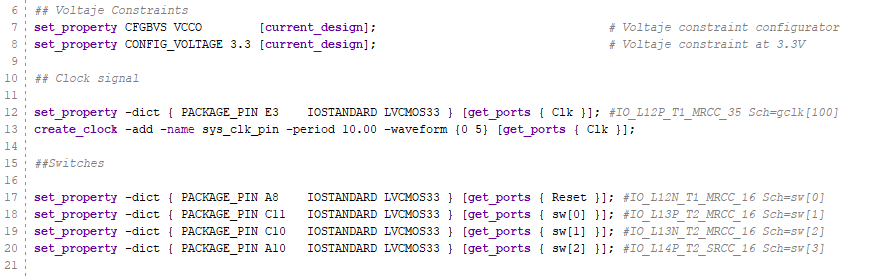 6 ## Voltaje Constraints
7 set_property CFGBVS VCCO [current_design]; # Voltaje constraint configurator
8 set_property CONFIG_VOLTAGE 3.3 [current_design]; # Voltaje constraint at 3.3V
9
10 ## Clock signal
11
12 set_property -dict { PACKAGE_PIN E3 IOSTANDARD LVCMOS33 } [get_ports { Clk }]; #IO_L12P_T1_MRCC_35 Sch=gclk[100]
13 create_clock -add -name sys_clk_pin -period 10.00 -waveform {0 5} [get_ports { Clk }];
14
15 ##Switches
16
17 set_property -dict { PACKAGE_PIN A8 IOSTANDARD LVCMOS33 } [get_ports { Reset }]; #IO_L12N_T1_MRCC_16 Sch=sw[0]
18 set_property -dict { PACKAGE_PIN C11 IOSTANDARD LVCMOS33 } [get_ports { sw[0] }]; #IO_L13P_T2_MRCC_16 Sch=sw[1]
19 set_property -dict { PACKAGE_PIN C10 IOSTANDARD LVCMOS33 } [get_ports { sw[1] }]; #IO_L13N_T2_MRCC_16 Sch=sw[2]
20 set_property -dict { PACKAGE_PIN A10 IOSTANDARD LVCMOS33 } [get_ports { sw[2] }]; #IO_L14P_T2_SRCC_16 Sch=sw[3]
21